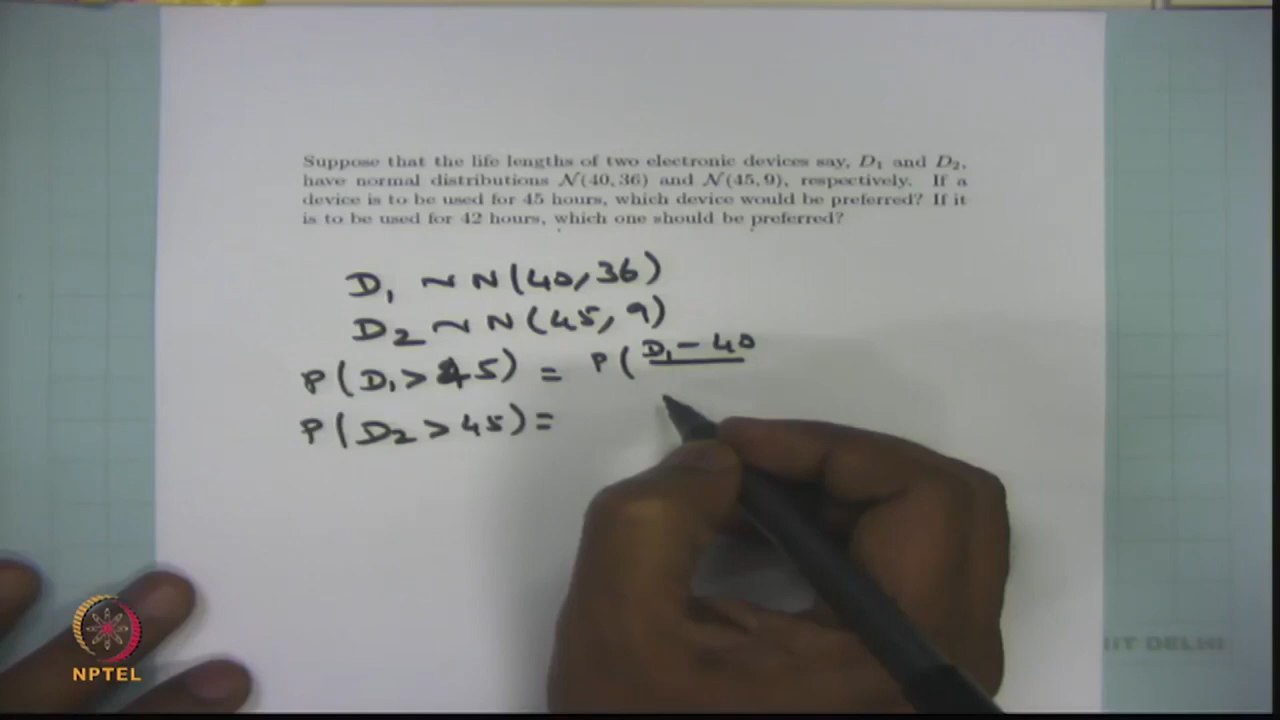 Suppose that the life lengths of two electronic devices say, D₁ and D₂,
have normal distributions N(40, 36) and N(45, 9), respectively. If a
device is to be used for 45 hours, which device would be preferred? If it
is to be used for 42 hours, which one should be preferred?
D₁ ~ N(40, 36)
D₂ ~ N(45, 9)
P(D₁ > 45) = P(D₁ - 40
P(D₂ > 45) =
IIT DELHI
NPTEL